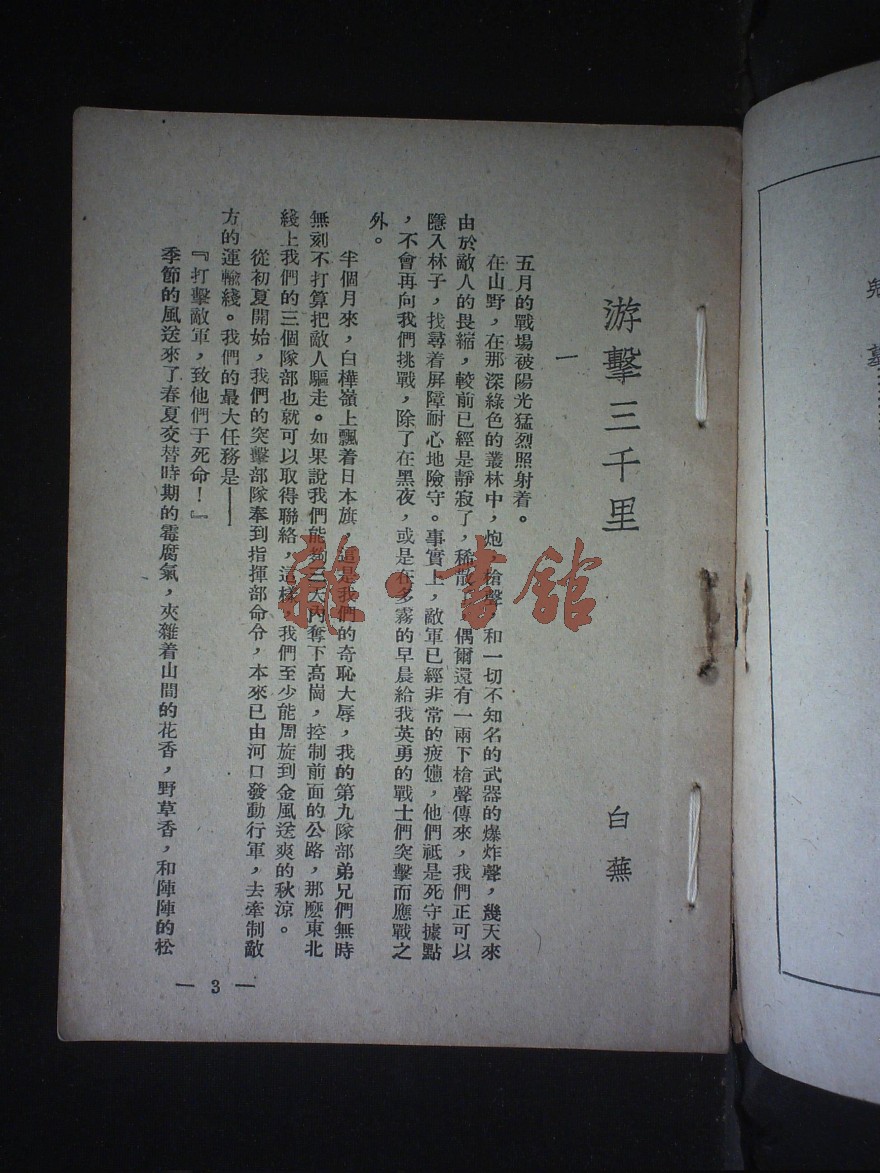 游擊三千里
白蕪
一
五月的戰場被陽光猛烈照射着。
在山野，在那深綠色的叢林中，炮，槍聲，和一切不知名的武器的爆炸聲，幾天來
由於敵人的畏縮，較前已經是靜寂了，稀散 偶爾還有一兩下槍聲傳來，我們正可以
隱入林子，找尋着屏障耐心地險守。事實上，敵軍已經非常的疲憊，他們祗是死守據點
，不會再向我們挑戰，除了在黑夜，或是在多霧的早晨給我英勇的戰士們突擊而應戰之
外。
半個月來，白樺嶺上飄着日本旗，這是我們的奇恥大辱，我的第九隊部弟兄們無時
無刻不打算把敵人驅走。如果說我們能夠三天內奪下高崗，控制前面的公路，那麼東北
綫上我們的三個隊部也就可以取得聯絡，這樣，我們至少能周旋到金風送爽的秋涼。
從初夏開始，我們的突擊部隊奉到指揮部命令，本來已由河口發動行軍，去牽制敵
方的運輸綫。我們的最大任務是——
『打擊敵軍，致他們于死命！』
季節的風送來了春夏交替時期的霉腐氣，夾雜着山間的花香，野草香，和陣陣的松
— 3 —
雜·書館